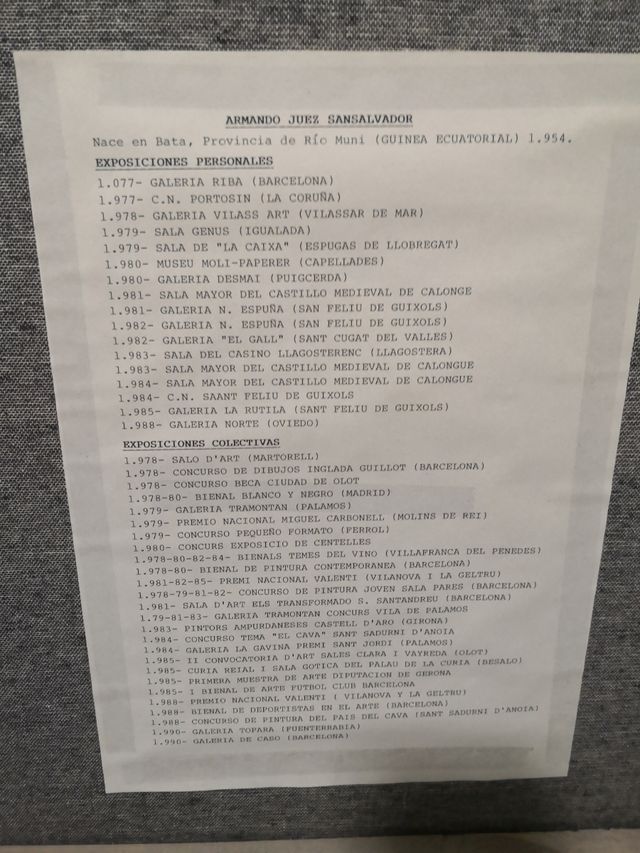 ARMANDO JUEZ SANSALVADOR
Nace en Bata, Provincia de Río Muni (GUINEA ECUATORIAL) 1.954.
EXPOSICIONES PERSONALES
1.077- GALERIA RIBA (BARCELONA)
1.977- C.N. PORTOSIN (LA CORUÑA)
1.978- GALERIA VILASS ART (VILASSAR DE MAR)
1.979- SALA GENUS (IGUALADA)
1.979- SALA DE "LA CAIXA" (ESPUGAS DE LLOBREGAT)
1.980- MUSEU MOLI-PAPERER (CAPELLADES)
1.980- GALERIA DESMAI (PUIGCERDA)
1.981- SALA MAYOR DEL CASTILLO MEDIEVAL DE CALONGE
1.981- GALERIA N. ESPUÑA (SAN FELIU DE GUIXOLS)
1.982- GALERIA N. ESPUÑA (SAN FELIU DE GUIXOLS)
1.982- GALERIA "EL GALL" (SANT CUGAT DEL VALLES)
1.983- SALA DEL CASINO LLAGOSTERENC (LLAGOSTERA)
1.983- SALA MAYOR DEL CASTILLO MEDIEVAL DE CALONGUE
1.984- SALA MAYOR DEL CASTILLO MEDIEVAL DE CALONGUE
1.984- C.N. SAANT FELIU DE GUIXOLS
1.985- GALERIA LA RUTILA (SANT FELIU DE GUIXOLS)
1.988- GALERIA NORTE (OVIEDO)
EXPOSICIONES COLECTIVAS
1.978- SALO D'ART (MARTORELL)
1.978- CONCURSO DE DIBUJOS INGLADA GUILLOT (BARCELONA)
1.978- CONCURSO BECA CIUDAD DE OLOT
1.978-80- BIENAL BLANCO Y NEGRO (MADRID)
1.979- GALERIA TRAMONTAN (PALAMOS)
1.979- PREMIO NACIONAL MIGUEL CARBONELL (MOLINS DE REI)
1.979- CONCURSO PEQUEÑO FORMATO (FERROL)
1.980- CONCURS EXPOSICIO DE CENTELLES
1.978-80-82-84- BIENALS TEMES DEL VINO (VILLAFRANCA DEL PENEDES)
1.978-80- BIENAL DE PINTURA CONTEMPORANEA (BARCELONA)
1.981-82-85- PREMI NACIONAL VALENTI (VILANOVA I LA GELTRU)
1.978-79-81-82- CONCURSO DE PINTURA JOVEN SALA PARES (BARCELONA)
1.981- SALA D'ART ELS TRANSFORMADO S. SANTANDREU (BARCELONA)
1.79-81-83- GALERIA TRAMONTAN CONCURS VILA DE PALAMOS
1.983- PINTORS AMPURDANESES CASTELL D'ARO (GIRONA)
1.984- CONCURSO TEMA "EL CAVA" SANT SADURNI D'ANOIA
1.984- GALERIA LA GAVINA PREMI SANT JORDI (PALAMOS)
1.985- II CONVOCATORIA D'ART SALES CLARA I VAYREDA (OLOT)
1.985- CURIA REIAL I SALA GOTICA DEL PALAU DE LA CURIA (BESALO)
1.985- PRIMERA MUESTRA DE ARTE DIPUTACION DE GERONA
1.985- I BIENAL DE ARTE FUTBOL CLUB BARCELONA
1.988- PREMIO NACIONAL VALENTI ( VILANOVA Y LA GELTRU)
1.988- BIENAL DE DEPORTISTAS EN EL ARTE (BARCELONA)
1.988- CONCURSO DE PINTURA DEL PAIS DEL CAVA (SANT SADURNI D'ANOIA)
1.990- GALERIA TOPARA (FUENTERRABIA)
1.990- GALERIA DE CASO (BARCELONA)